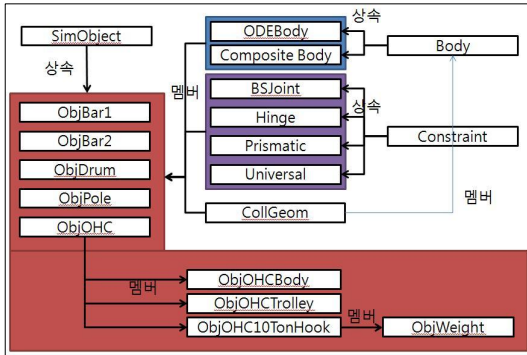 SimObject
상속
ObjBar1
ObjBar2
ObjDrum
ObjPole
ObjOHC
멤버
ODEBody
Composite Body
상속
Body
BSJoint
Hinge
Prismatic
Universal
상속
Constraint
CollGeom
멤버
멤버
ObjOHCBody
ObjOHCTrolley
ObjOHC10TonHook
멤버
ObjWeight